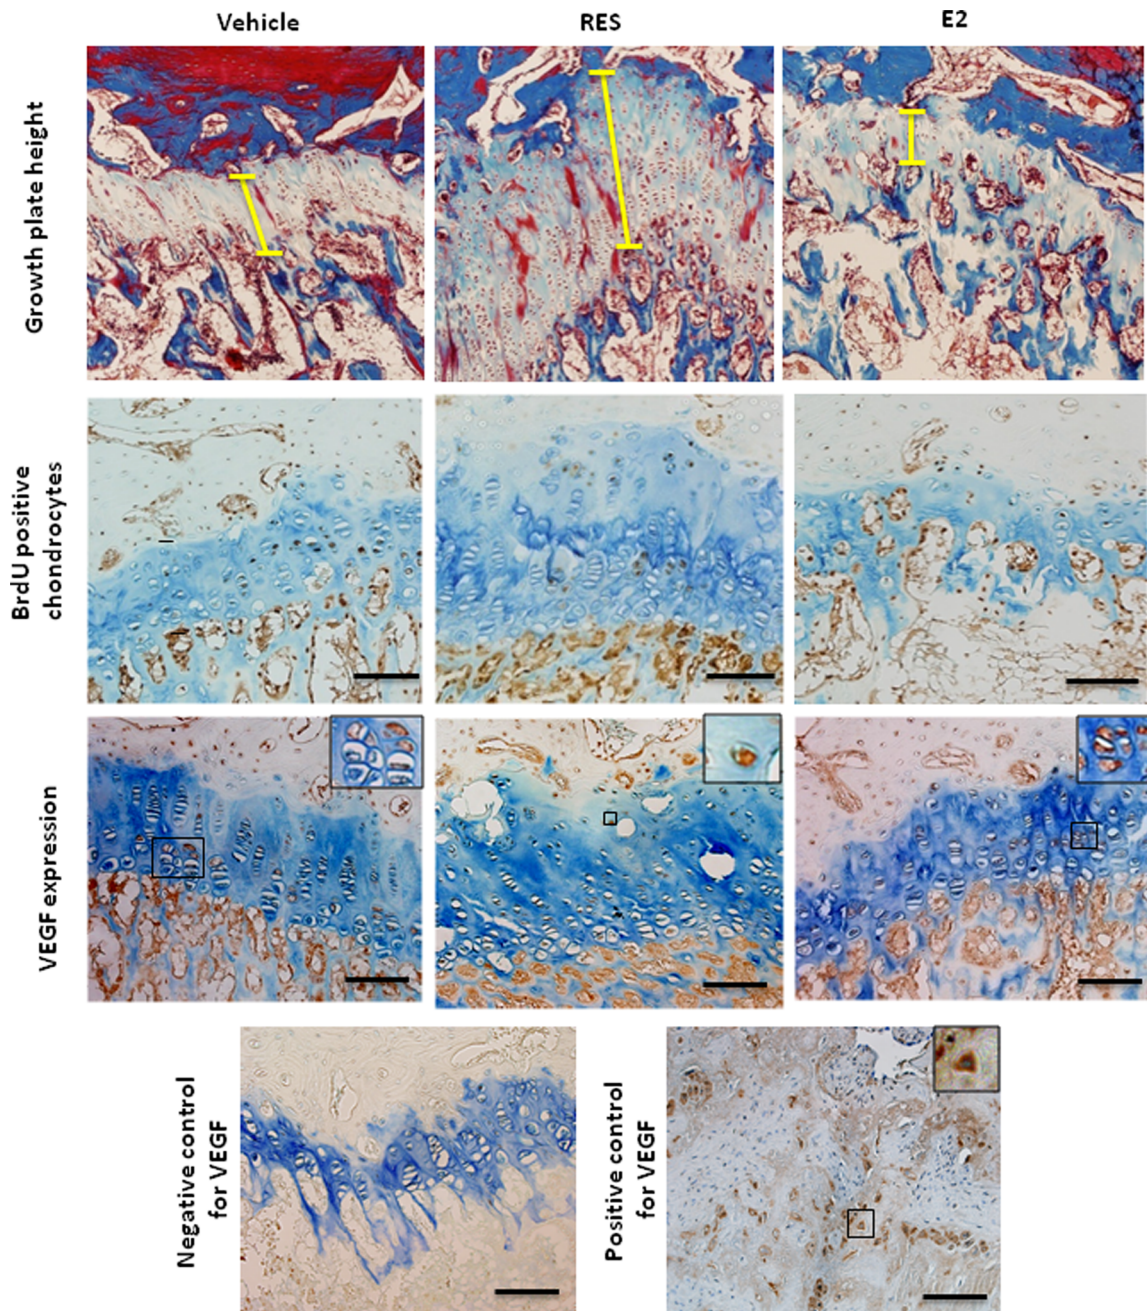 Vehicle
RES
E2
Growth plate height
BrdU positive
chondrocytes
VEGF expression
Negative control
for VEGF
Positive control
for VEGF